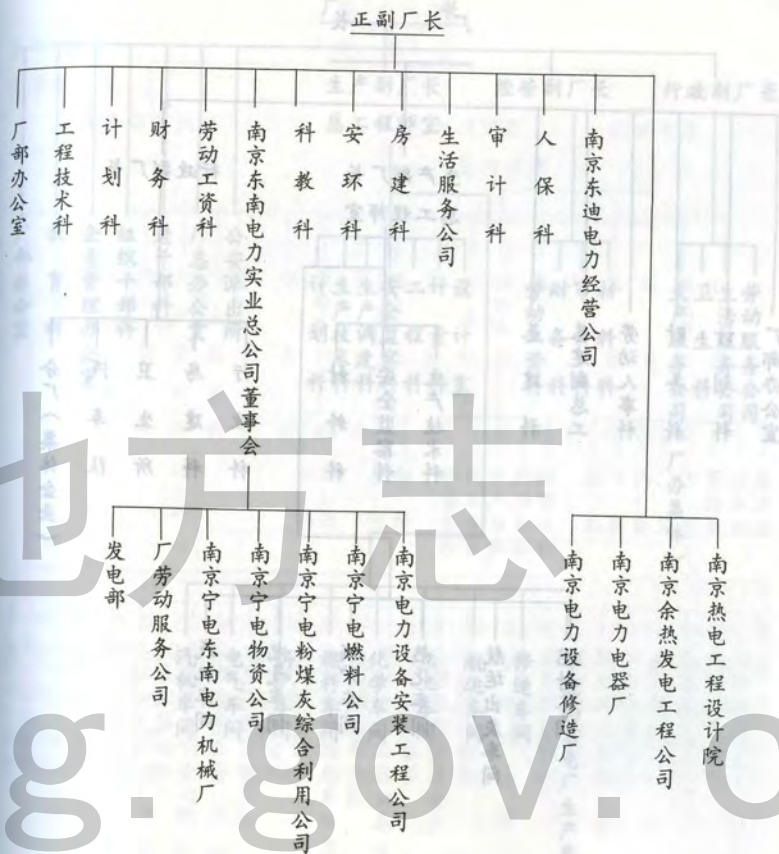 正副厂长
厂部办公室
工程技术科
计划科
财务科
劳动工资科
南京东南电力实业总公司董事会
科教科
安环科
房建科
生活服务公司
审计科
人保科
南京东迪电力经营公司
发电部
厂劳动服务公司
南京宁电东南电力机械厂
南京宁电物资公司
南京宁电粉煤灰综合利用公司
南京宁电燃料公司
南京电力设备安装工程公司
南京电力设备修造厂
南京电力电器厂
南京余热发电工程公司
南京热电工程设计院
地方志
g.gov.c